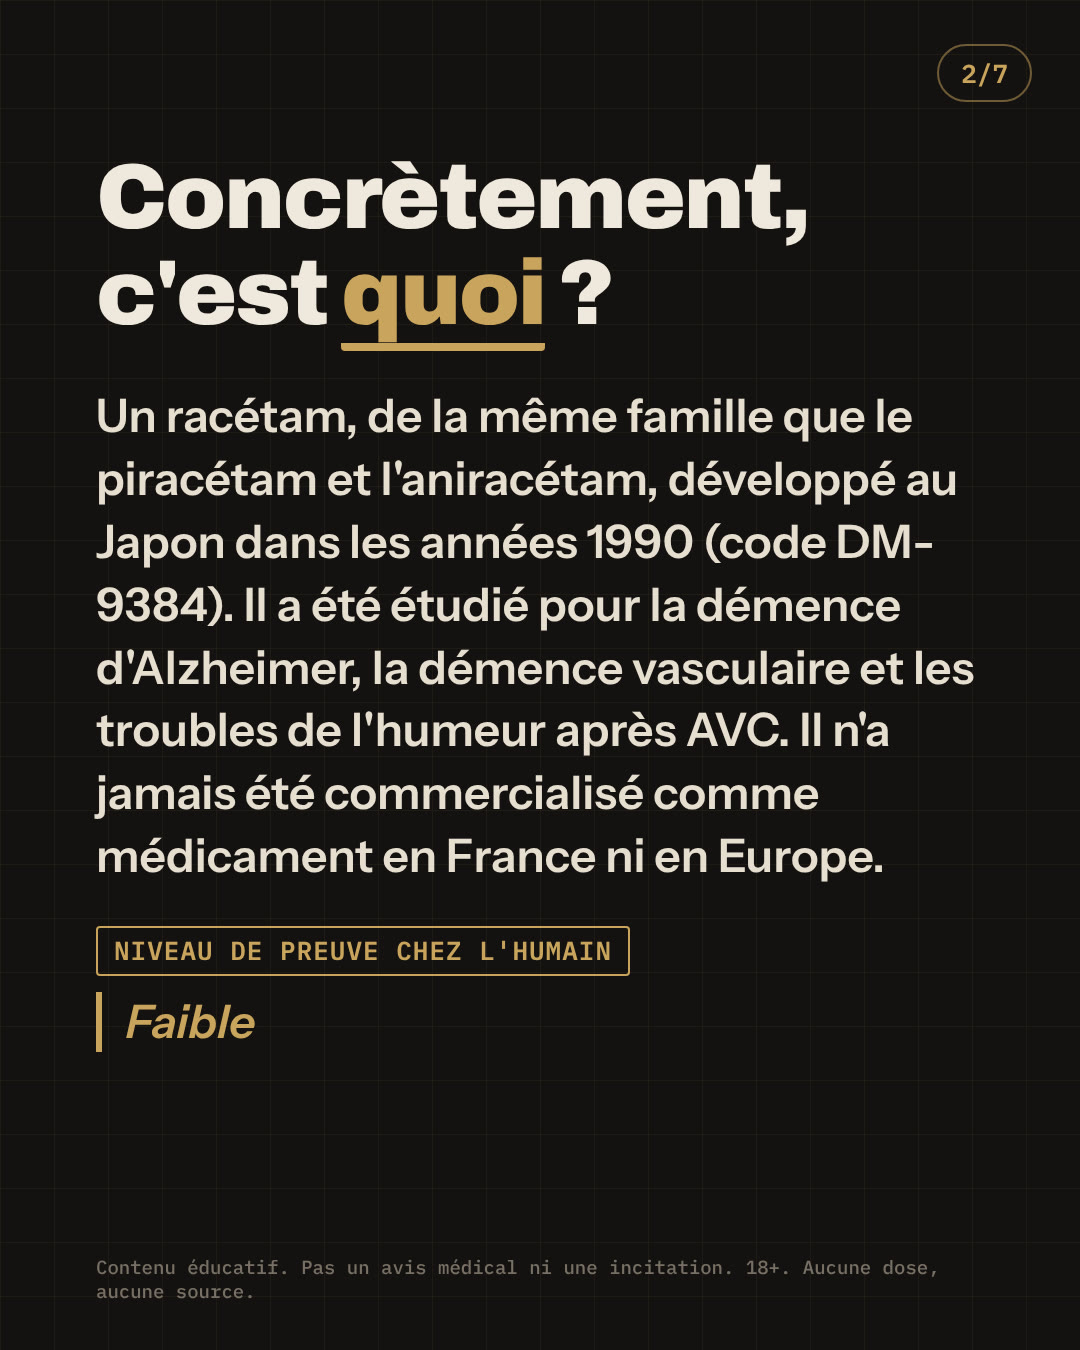 2/7
Concrètement,
c'est quoi ?
Un racétam, de la même famille que le
piracétam et l'aniracétam, développé au
Japon dans les années 1990 (code DM-
9384). Il a été étudié pour la démence
d'Alzheimer, la démence vasculaire et les
troubles de l'humeur après AVC. Il n'a
jamais été commercialisé comme
médicament en France ni en Europe.
NIVEAU DE PREUVE CHEZ L'HUMAIN
Faible
Contenu éducatif. Pas un avis médical ni une incitation. 18+. Aucune dose,
aucune source.